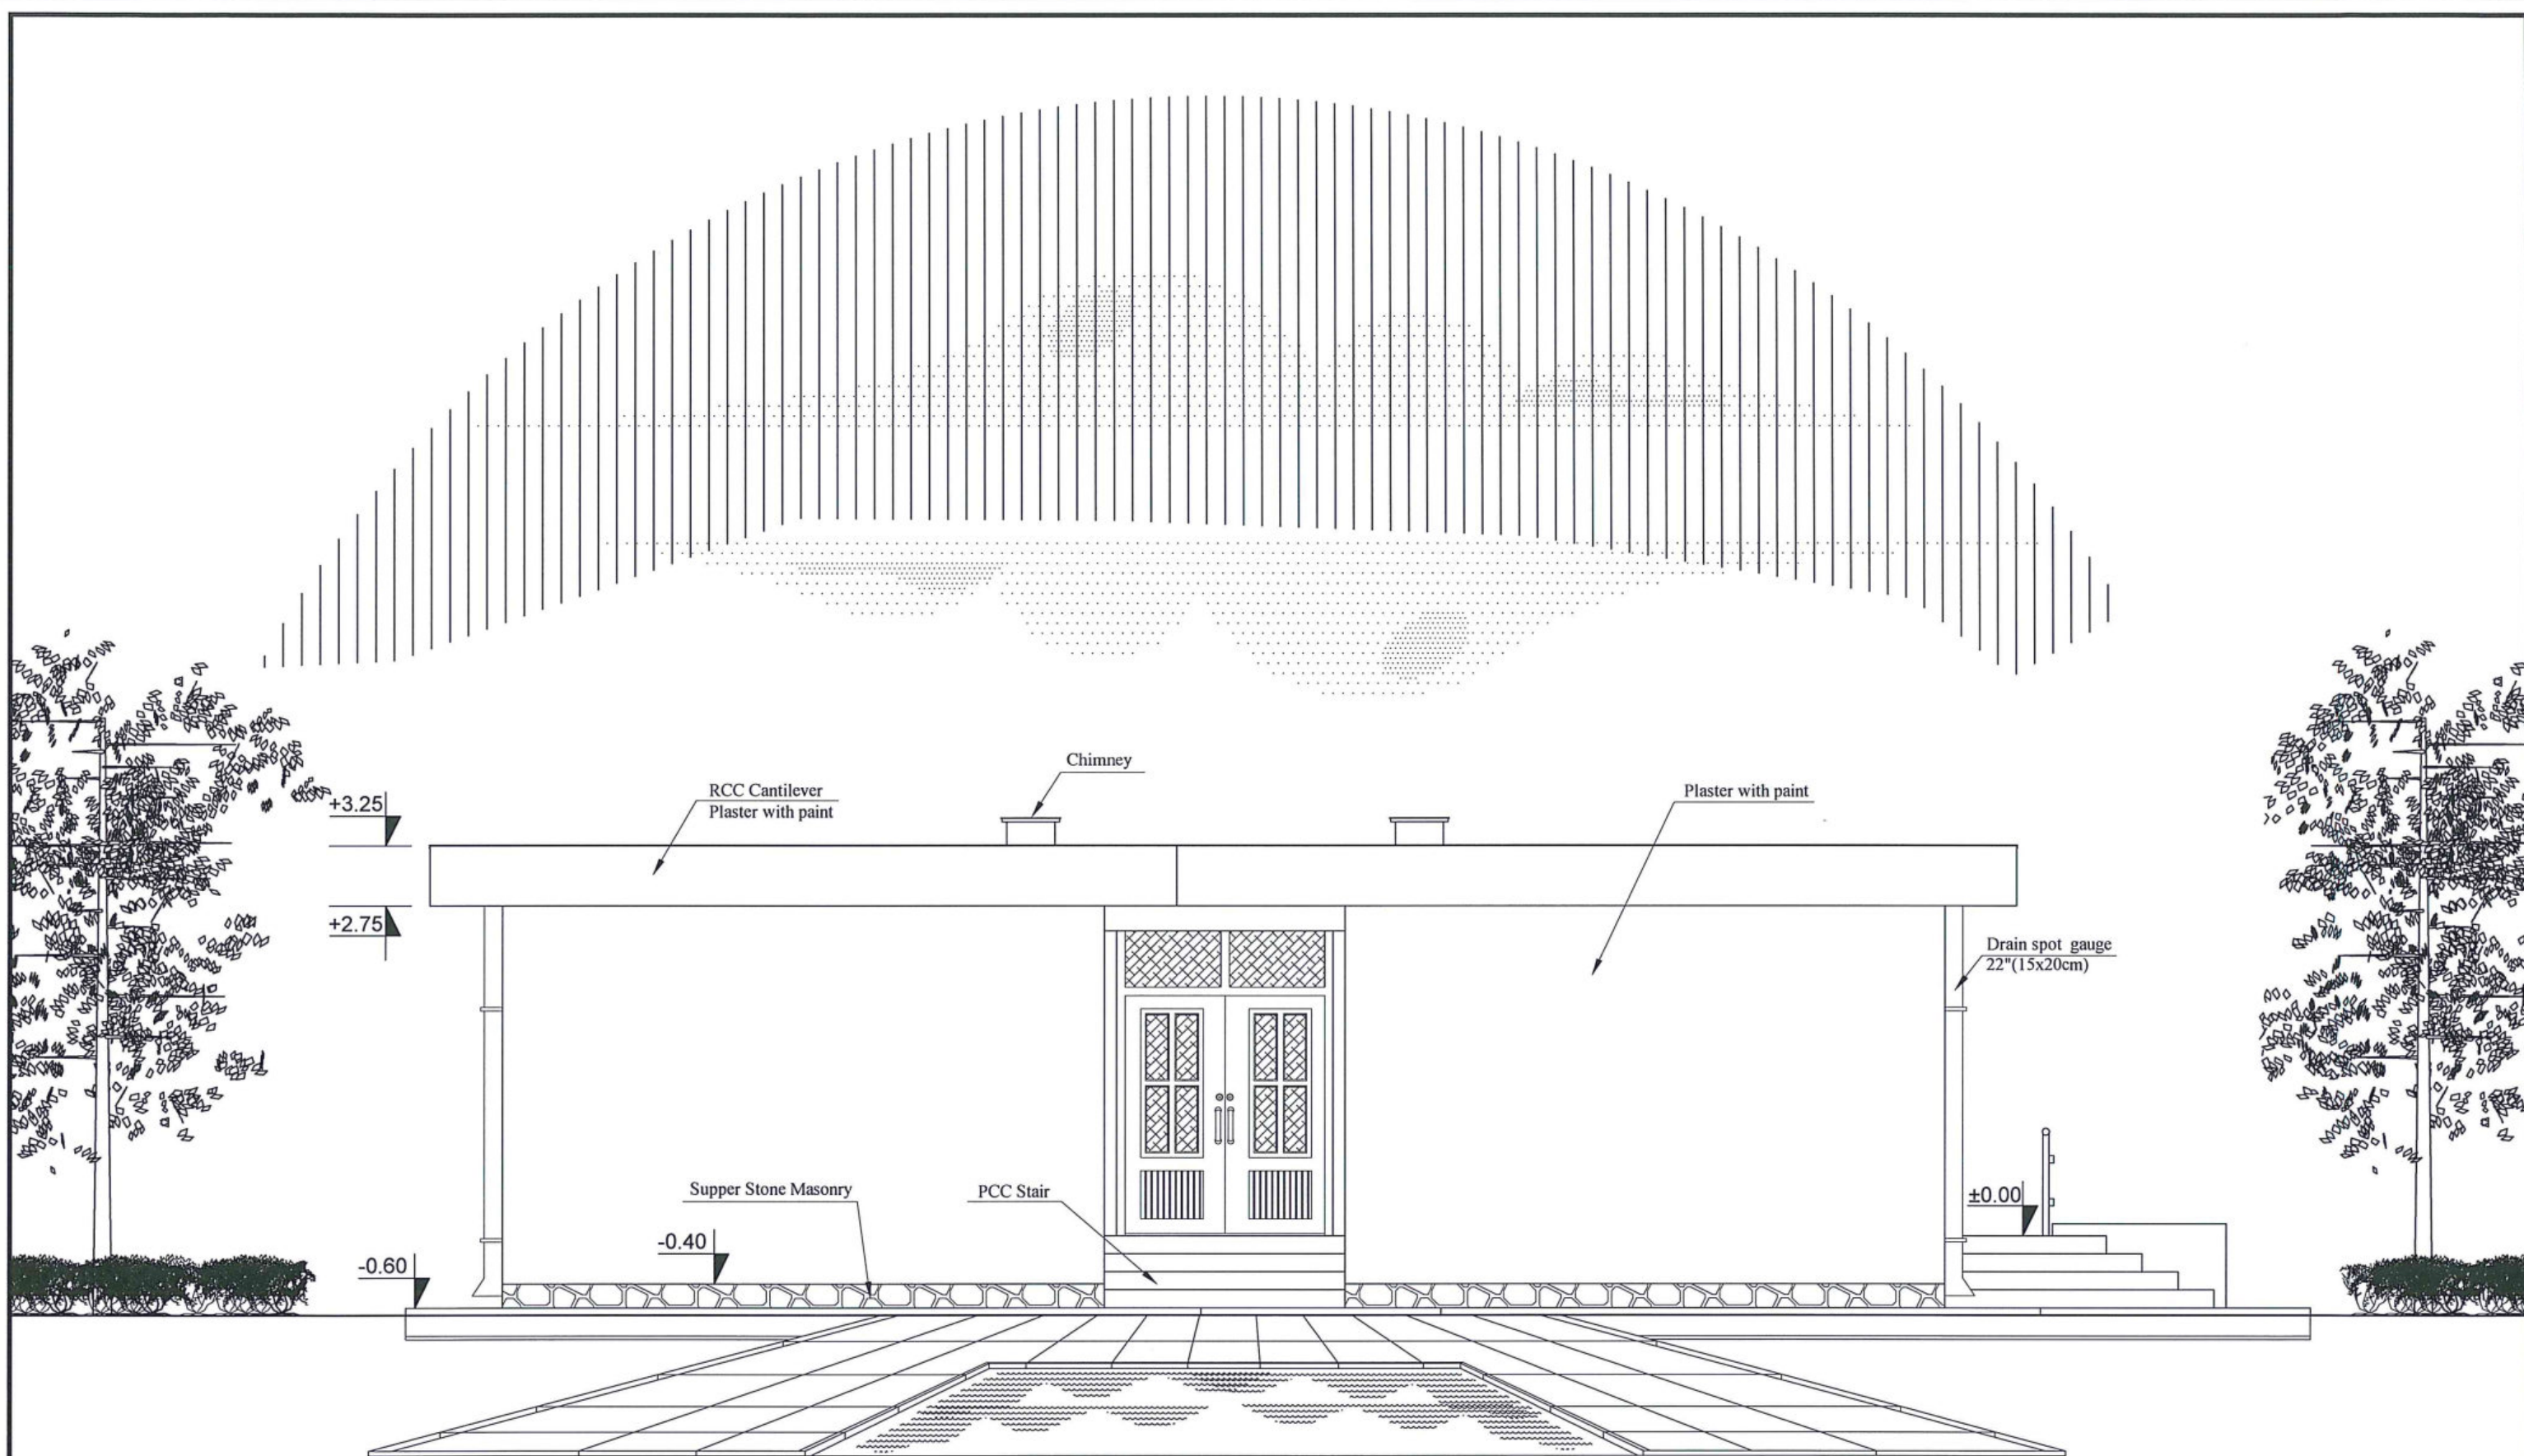 Chimney
RCC Cantilever
Plaster with paint
Plaster with paint
+3.25
+2.75
Drain spot gauge
22"(15x20cm)
Supper Stone Masonry
PCC Stair
±0.00
-0.40
-0.60